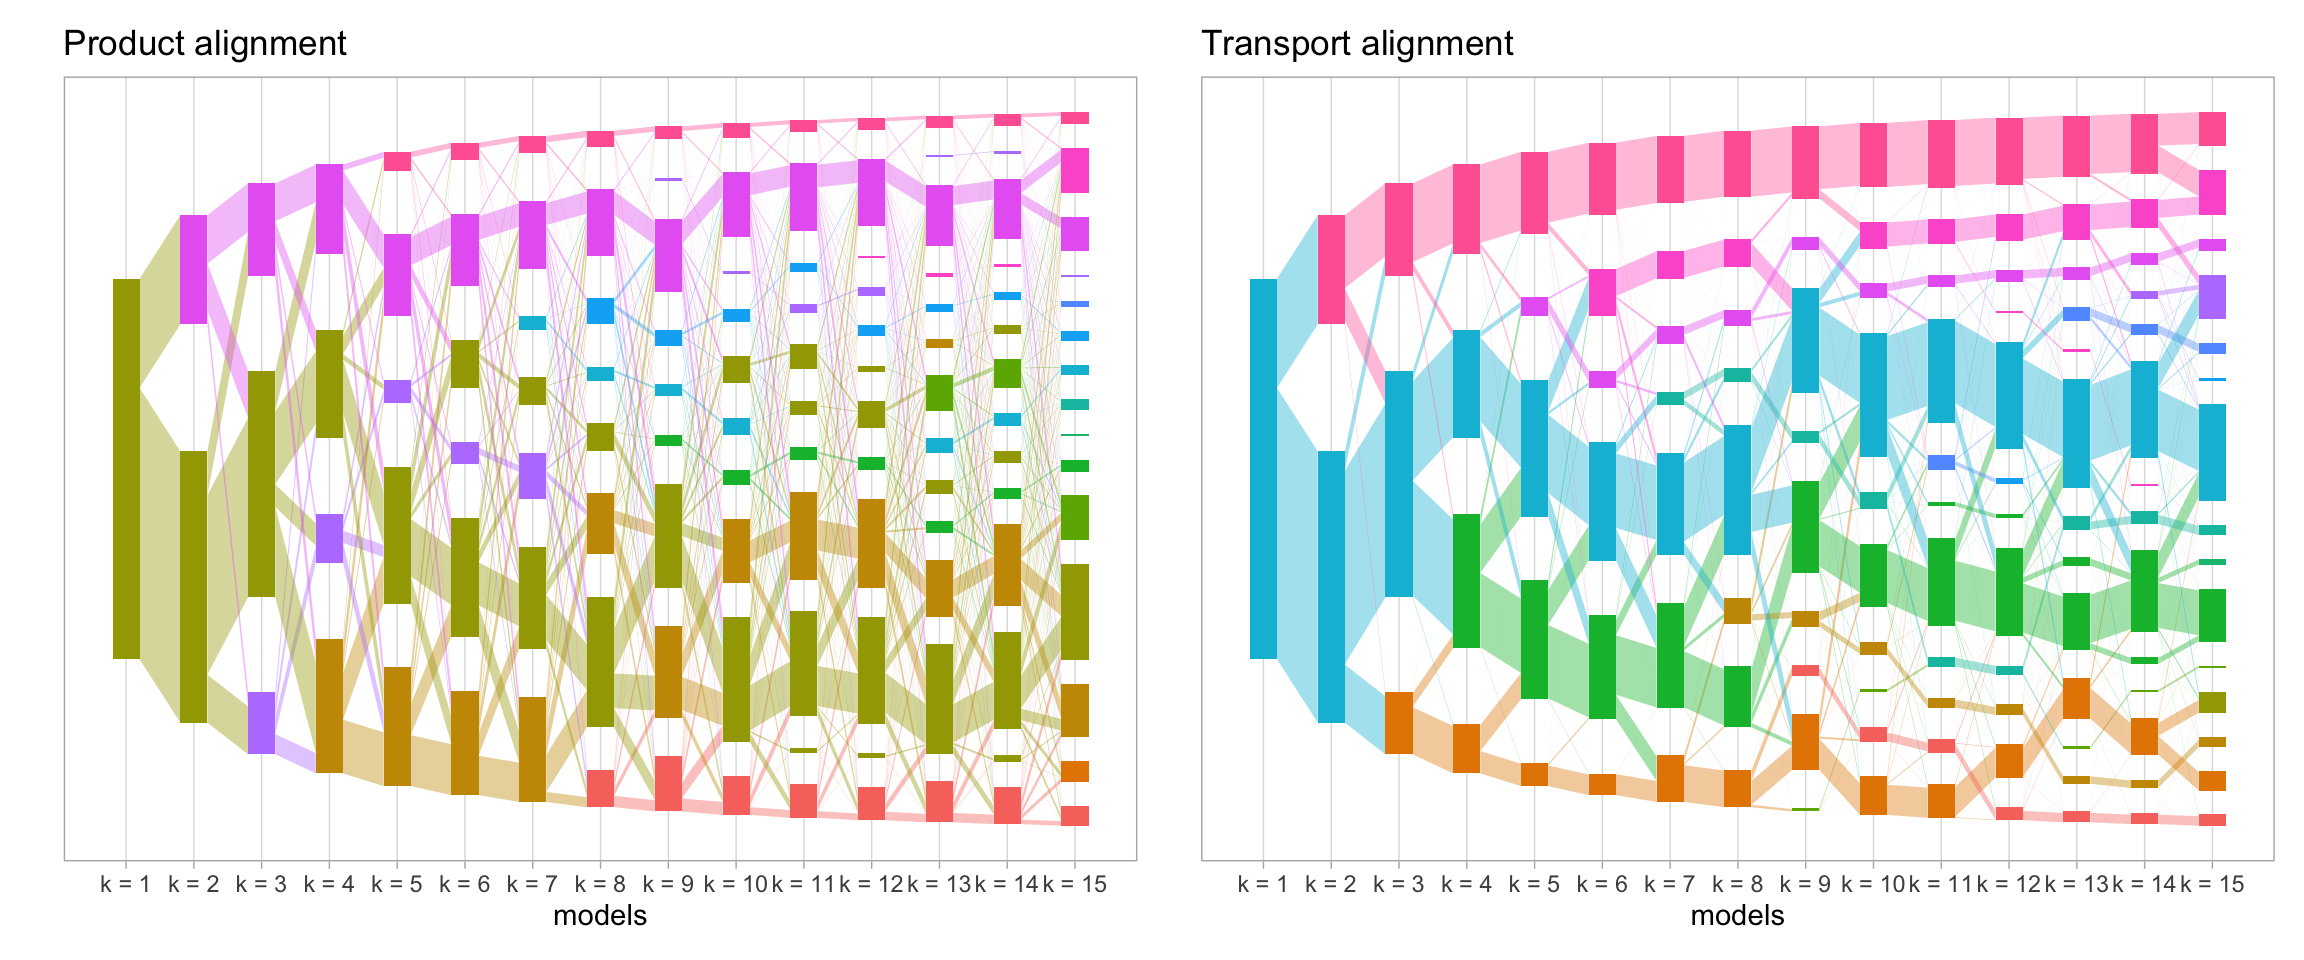 Product alignment
k = 1 k = 2 k = 3 k = 4 k = 5 k = 6 k = 7 k = 8 k = 9 k = 10 k = 11 k = 12 k = 13 k = 14 k = 15
models
Transport alignment
k = 1 k = 2 k = 3 k = 4 k = 5 k = 6 k = 7 k = 8 k = 9 k = 10 k = 11 k = 12 k = 13 k = 14 k = 15
models